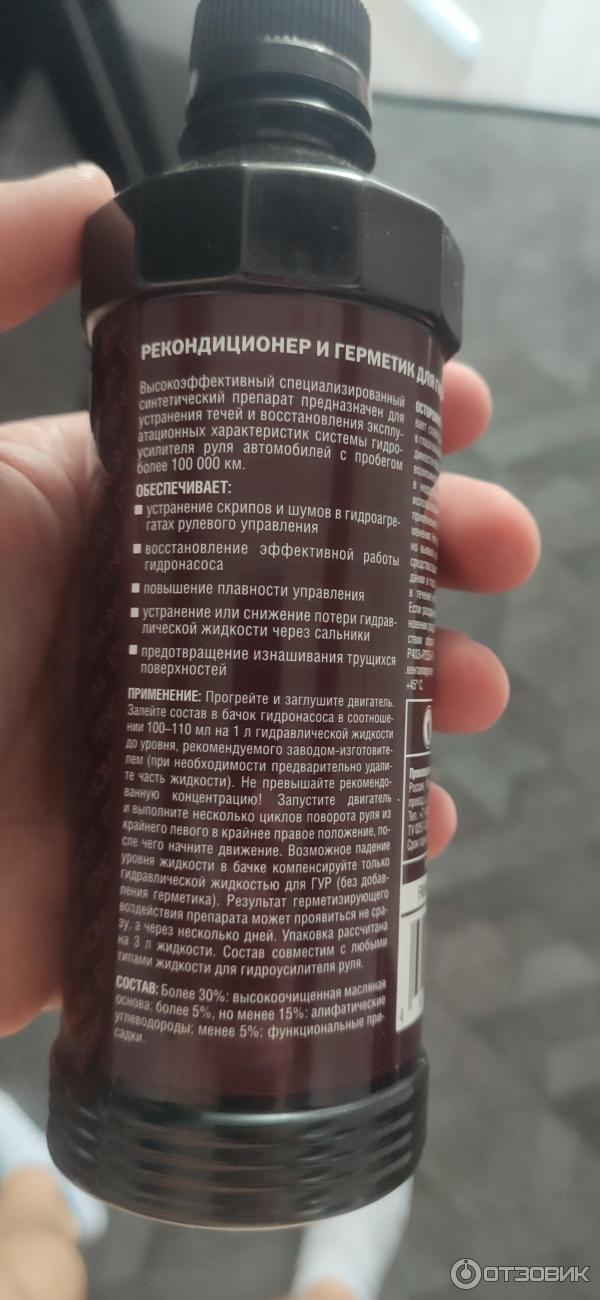 РЕКОНДИЦИОНЕР И ГЕРМЕТИК ДЛЯ
Высокоэффективный специализированный
синтетический препарат предназначен для
устранения течей и восстановления эксплу-
атационных характеристик системы гидро-
усилителя руля автомобилей с пробегом
более 100 000 км.
ОБЕСПЕЧИВАЕТ:
■ устранение скрипов и шумов в гидроагре-
гатах рулевого управления
■ восстановление эффективной работы
гидронасоса
■ повышение плавности управления
■ устранение или снижение потери гидрав-
лической жидкости через сальники
■ предотвращение изнашивания трущихся
поверхностей
ПРИМЕНЕНИЕ: Прогрейте и заглушите двигатель.
Залейте состав в бачок гидронасоса в соотноше-
нии 100–110 мл на 1 л гидравлической жидкости
до уровня, рекомендуемого заводом-изготовите-
лем (при необходимости предварительно удали-
те часть жидкости). Не превышайте рекомендо-
ванную концентрацию! Запустите двигатель
и выполните несколько циклов поворота руля из
крайнего левого в крайнее правое положение, по-
сле чего начните движение. Возможное падение
уровня жидкости в бачке компенсируйте только
гидравлической жидкостью для ГУР (без добав-
ления герметика). Результат герметизирующего
воздействия препарата может проявиться не сра-
зу, а через несколько дней. Упаковка рассчитана
на 3 л жидкости. Состав совместим с любыми
типами жидкости для гидроусилителя руля.
СОСТАВ: Более 30%: высокоочищенная масляная
основа; более 5%, но менее 15%: алифатические
углеводороды; менее 5%: функциональные при-
садки.
+45° C
4
ОТЗОВИК